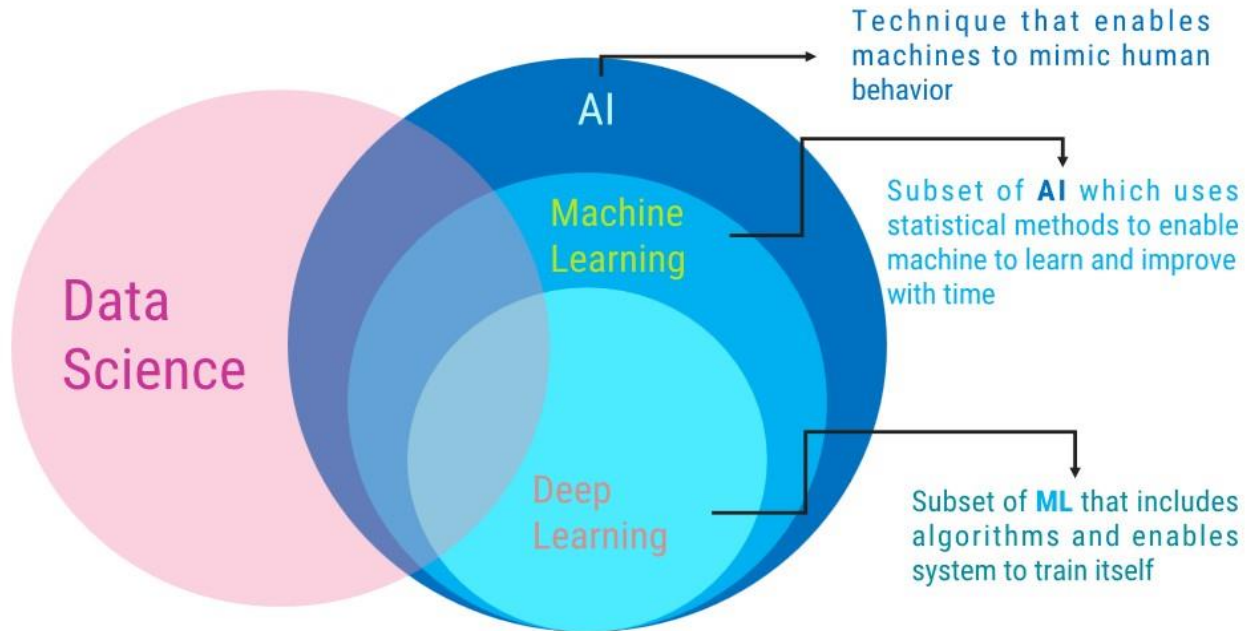 Technique that enables
machines to mimic human
behavior
AI
Subset of AI which uses
statistical methods to enable
machine to learn and improve
with time
Machine
Learning
Data
Science
Deep
Learning
Subset of ML that includes
algorithms and enables
system to train itself